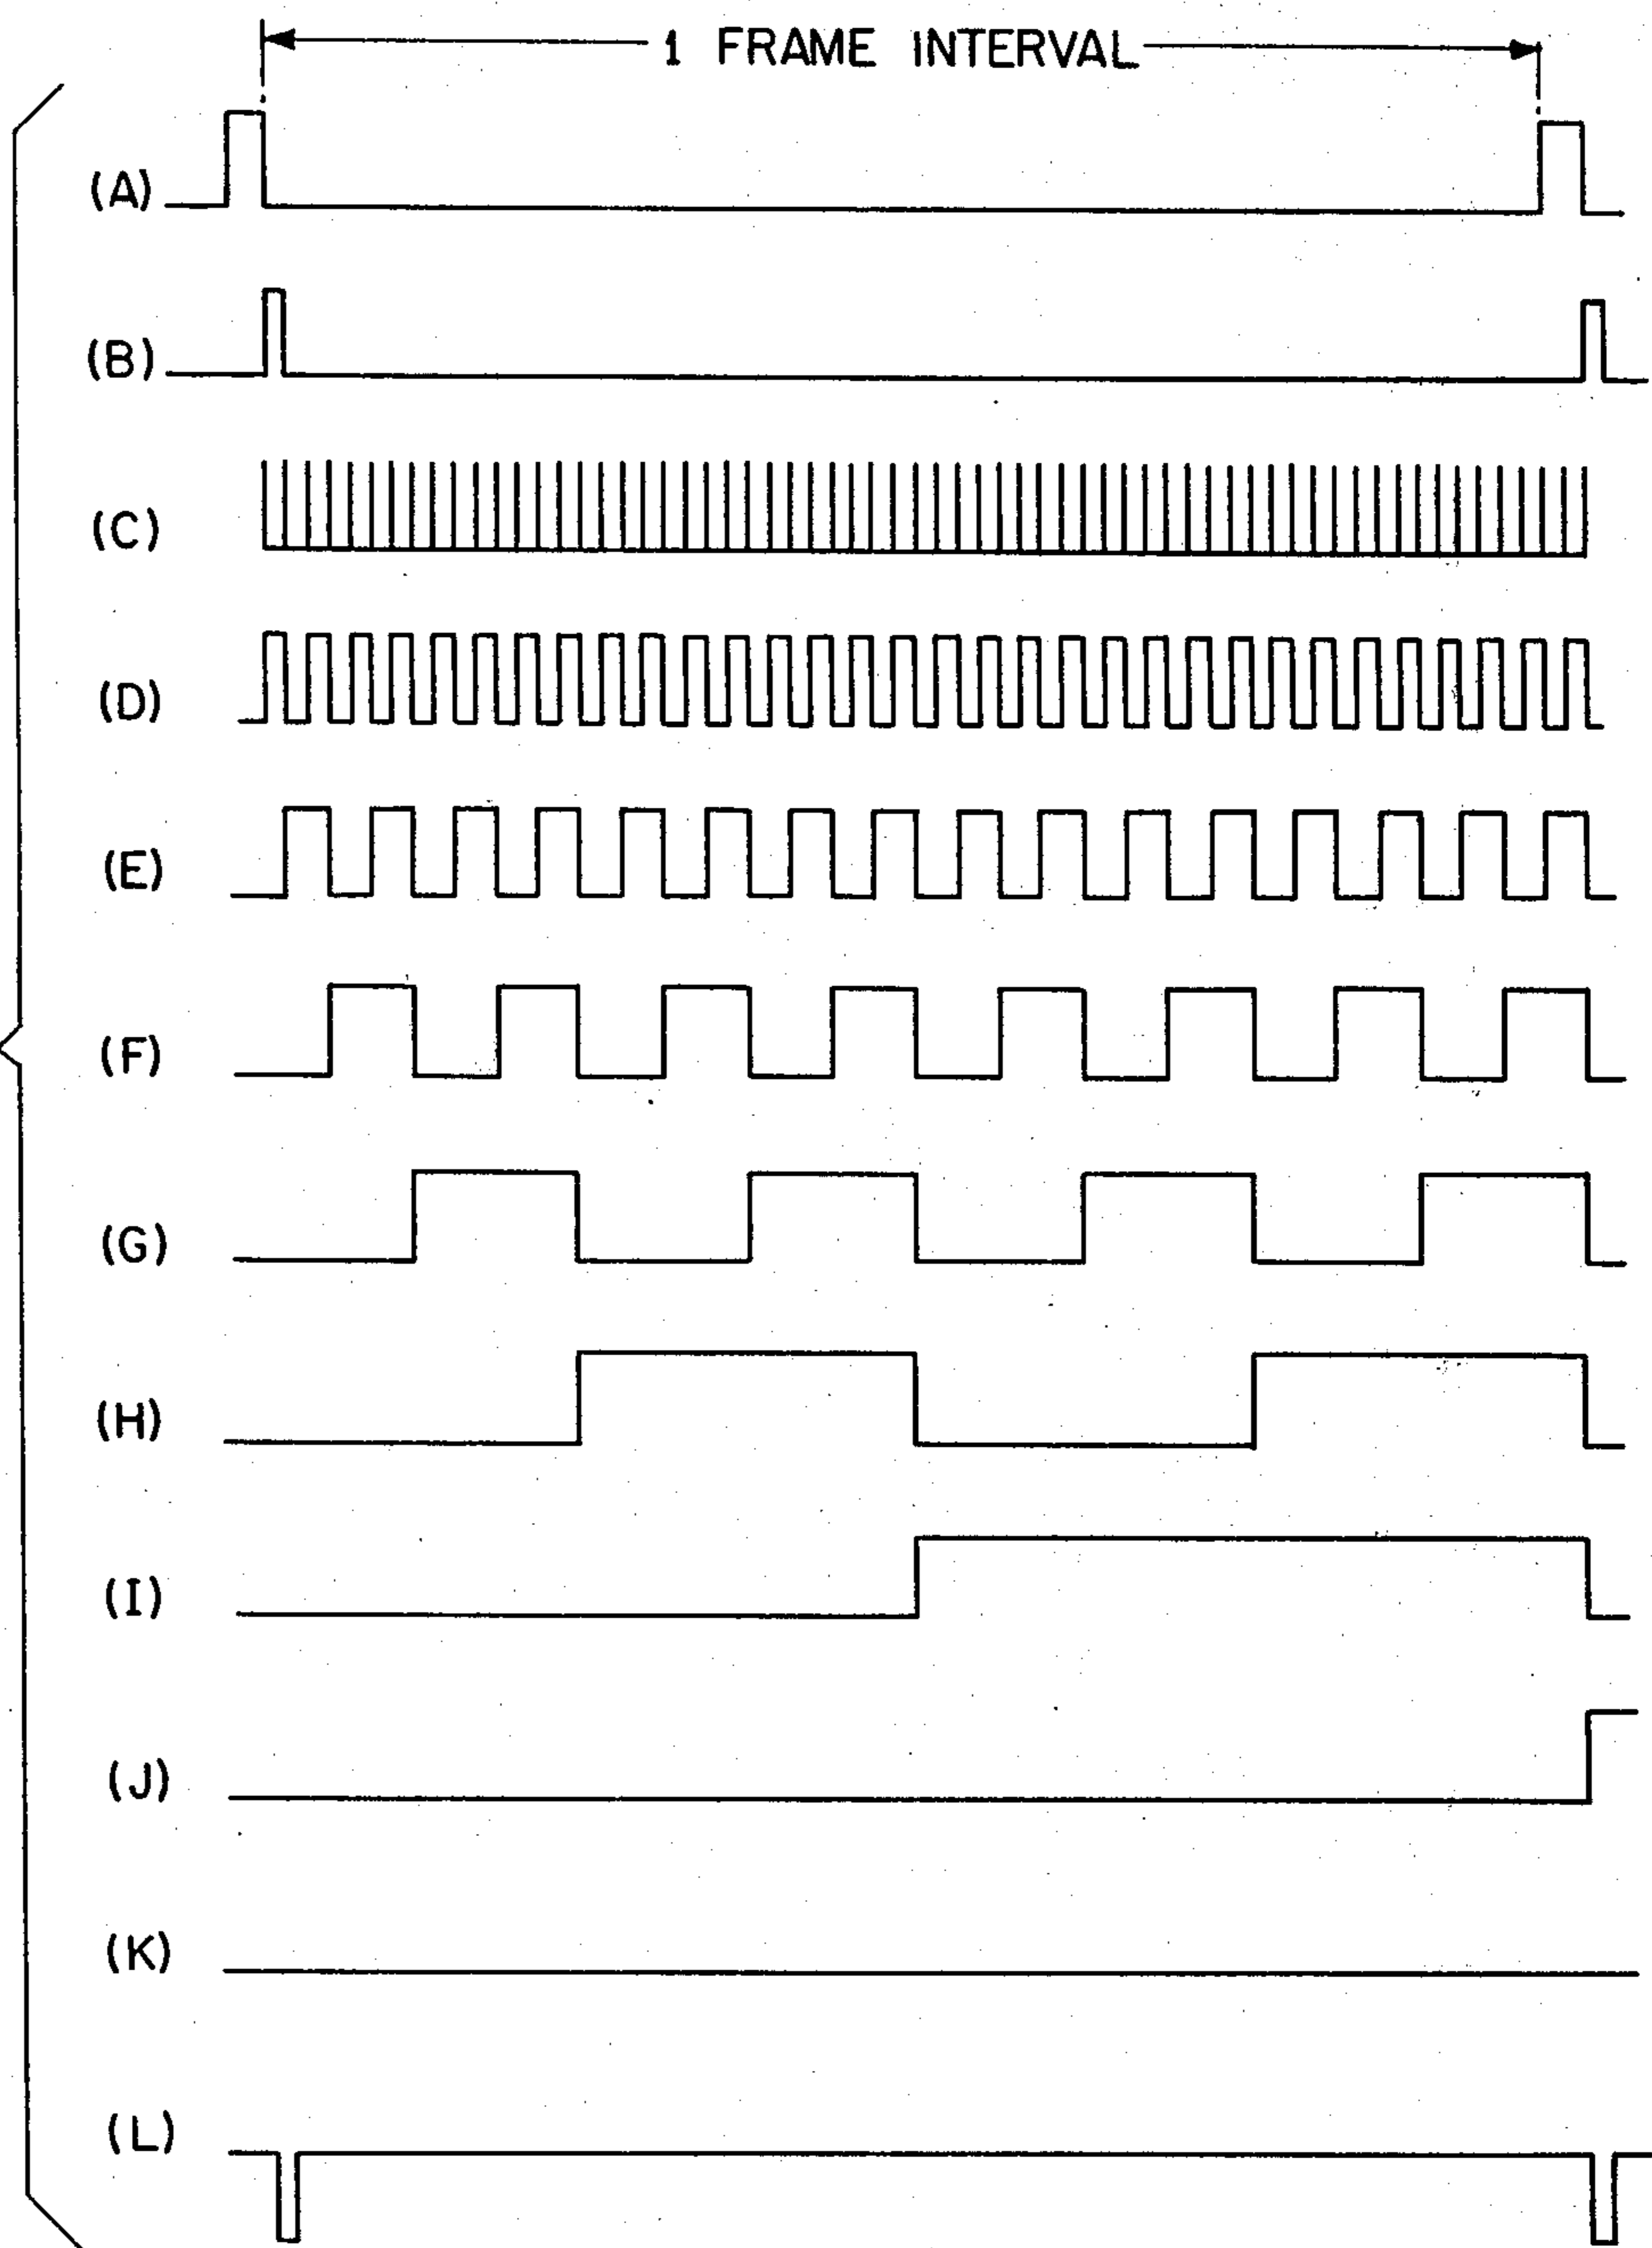 1 FRAME INTERVAL
(A)
(B)
(C)
(D)
(E)
(F)
(G)
(H)
(I)
(J)
(K)
(L)